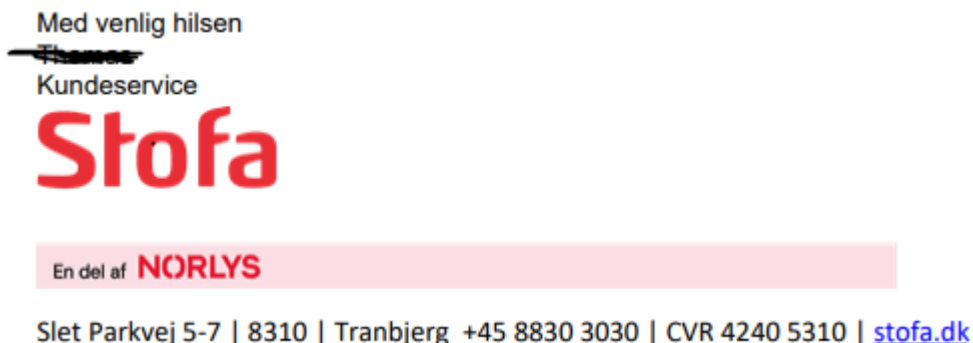 Med venlig hilsen
Kundeservice
Stofa
En del af NORLYS
Slet Parkvej 5-7 | 8310 | Tranbjerg +45 8830 3030 | CVR 4240 5310 | stofa.dk